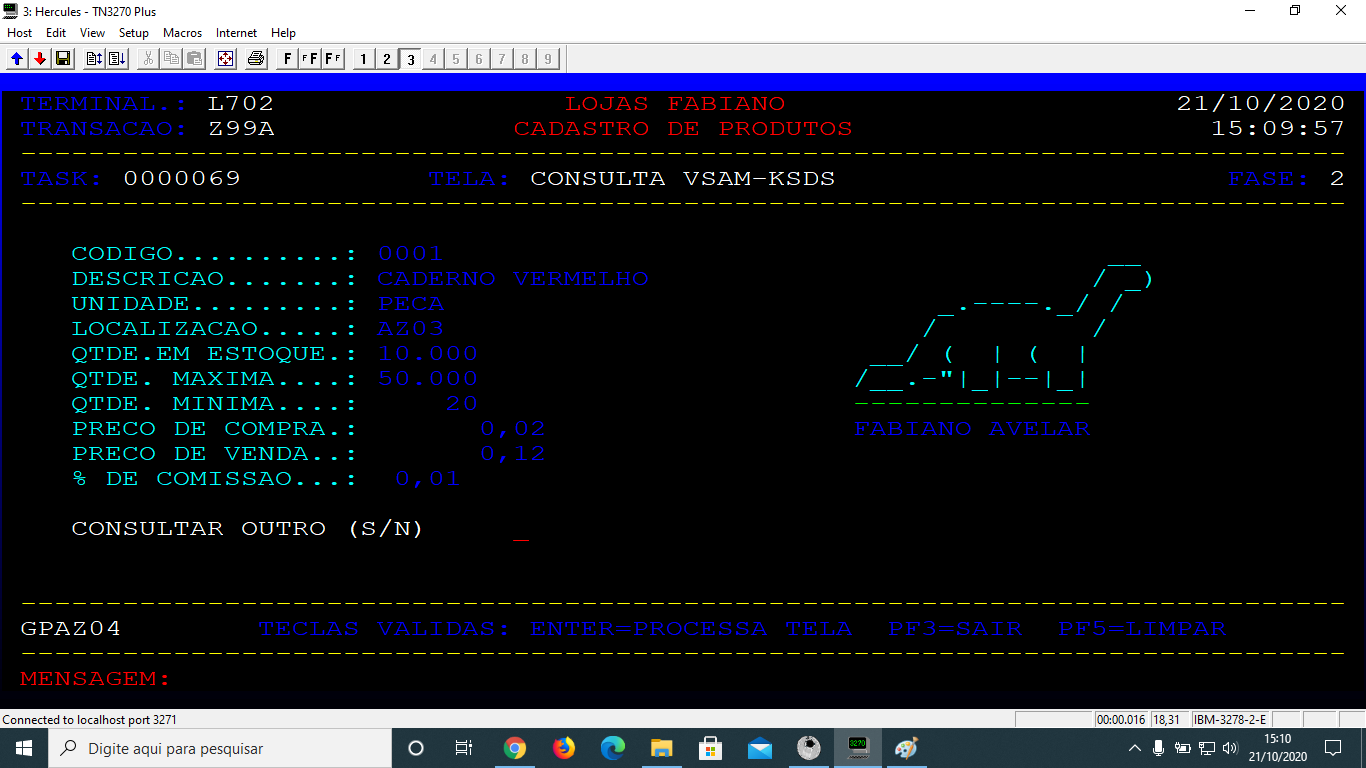 3: Hercules - TN3270 Plus
Host Edit View Setup Macros Internet Help
F FF FF 1 2 3 4 5 6 7 8 9
TERMINAL.: L702 LOJAS FABIANO 21/10/2020
TRANSACAO: Z99A CADASTRO DE PRODUTOS 15:09:57
------------------------------------------------------------------------------
TASK: 0000069 TELA: CONSULTA VSAM-KSDS FASE: 2
------------------------------------------------------------------------------
CODIGO..........: 0001
DESCRICAO.......: CADERNO VERMELHO
UNIDADE.........: PECA
LOCALIZACAO.....: AZ03
QTDE.EM ESTOQUE.: 10.000
QTDE. MAXIMA....: 50.000
QTDE. MINIMA....: 20
PRECO DE COMPRA.: 0,02
FABIANO AVELAR
PRECO DE VENDA..: 0,12
% DE COMISSAO...: 0,01
CONSULTAR OUTRO (S/N) _
------------------------------------------------------------------------------
GPAZ04 TECLAS VALIDAS: ENTER=PROCESSA TELA PF3=SAIR PF5=LIMPAR
------------------------------------------------------------------------------
MENSAGEM:
Connected to localhost port 3271 00:00.016 18,31 IBM-3278-2-E
Digite aqui para pesquisar
3270
15:10
21/10/2020